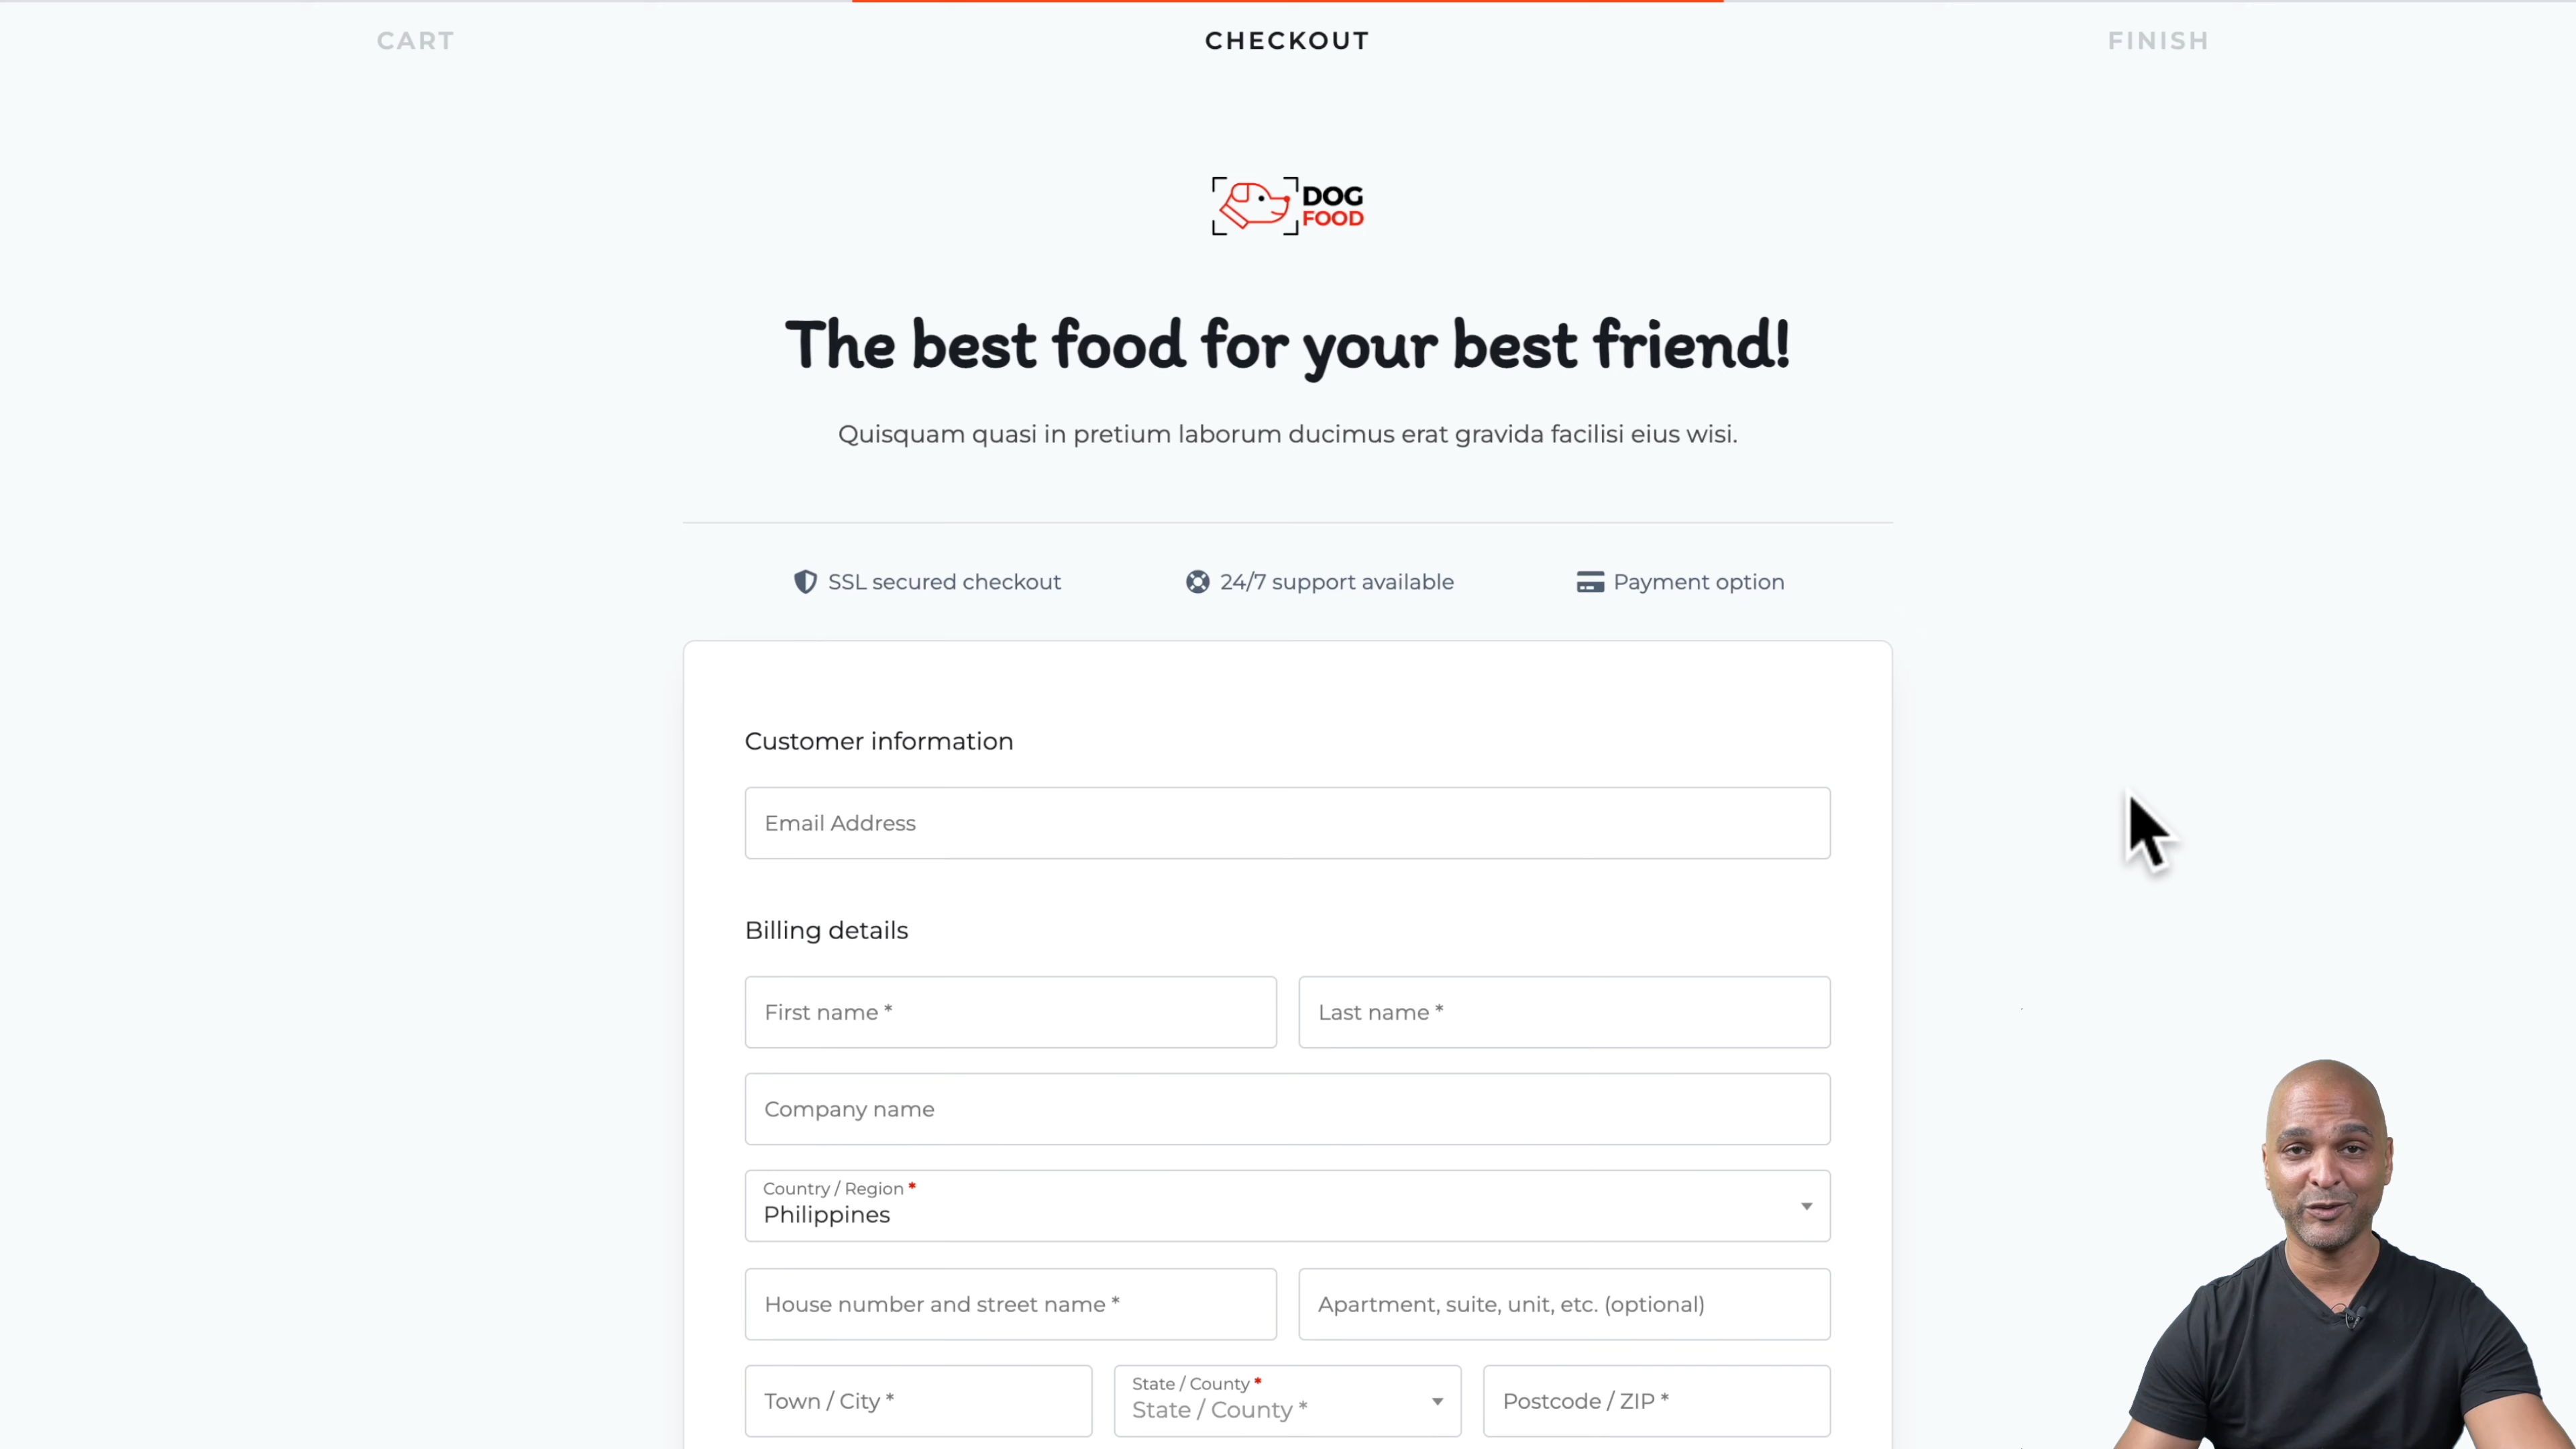 CART CHECKOUT FINISH
DOG
FOOD
The best food for your best friend!
Quisquam quasi in pretium laborum ducimus erat gravida facilisi eius wisi.
SSL secured checkout 24/7 support available Payment option
Customer information
Email Address
Billing details
First name * Last name *
Company name
Country / Region *
Philippines
House number and street name * Apartment, suite, unit, etc. (optional)
State / County *
Town / City * State / County * Postcode / ZIP *